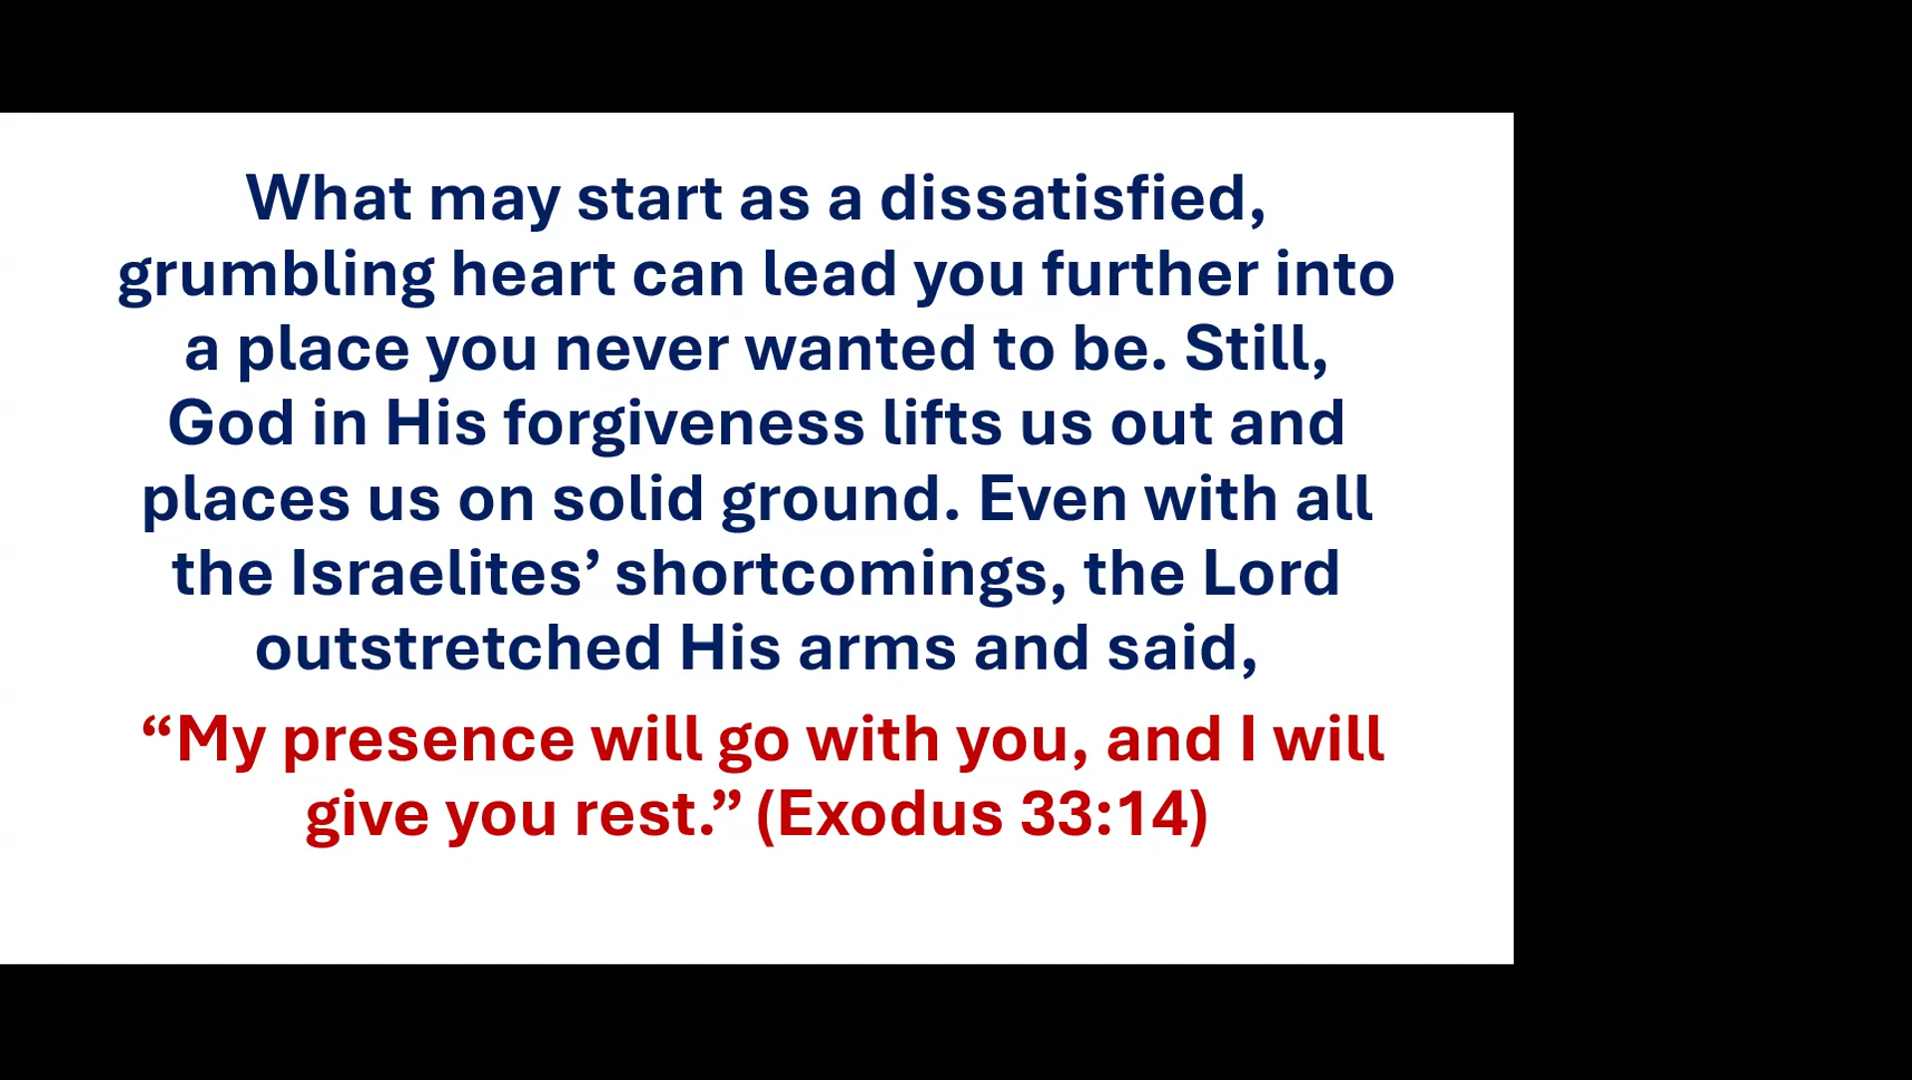 What may start as a dissatisfied,
grumbling heart can lead you further into
a place you never wanted to be. Still,
God in His forgiveness lifts us out and
places us on solid ground. Even with all
the Israelites’ shortcomings, the Lord
outstretched His arms and said,
“My presence will go with you, and I will
give you rest.” (Exodus 33:14)